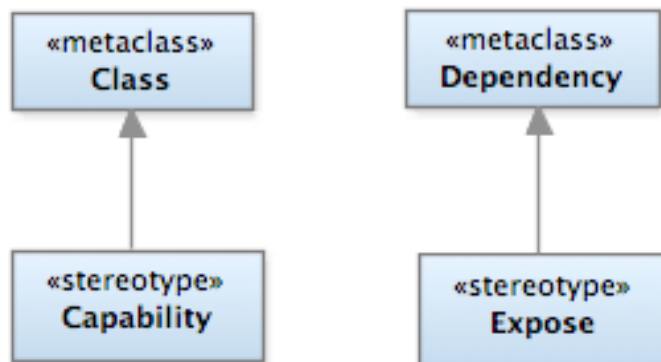 «metaclass»
Class
«metaclass»
Dependency
«stereotype»
Capability
«stereotype»
Expose